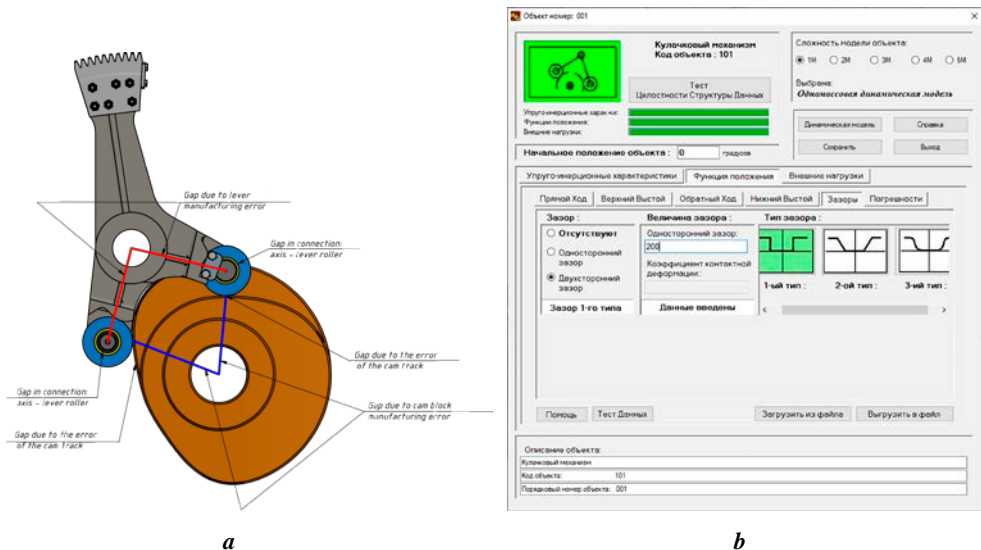 Gap due to lever
manufacturing error
Gap in connection:
axis – lever roller
Gap due to the error
of the cam track
Gap in connection:
axis – lever roller
Gap due to cam block
manufacturing error
Gap due to the error
of the cam track
a
Объект номер: 001
Кулачковый механизм
Код объекта : 101
Тест
Целостности Структуры Данных
Упруго-инерционные харак-ки:
Функции положения:
Внешние нагрузки:
Сложность модели объекта:
1М 2М 3М 4М 5М
Выбрана:
Одномассовая динамическая модель
Динамическая модель Справка
Сохранить Выход
Начальное положение объекта : 0 градусов
Упруго-инерционные характеристики Функция положения Внешние нагрузки
Прямой Ход Верхний Выстой Обратный Ход Нижний Выстой Зазоры Погрешности
Зазор :
Отсутствуют
Односторонний
зазор
Двухсторонний
зазор
Зазор 1-го типа
Величина зазора :
Односторонний зазор:
200
Коэффициент контактной
деформации:
Данные введены
Тип зазора :
1-ый тип : 2-ой тип : 3-ий тип :
Помощь Тест Данных Загрузить из файла Выгрузить в файл
Описание объекта:
Кулачковый механизм
Код объекта: 101
Порядковый номер объекта: 001
b